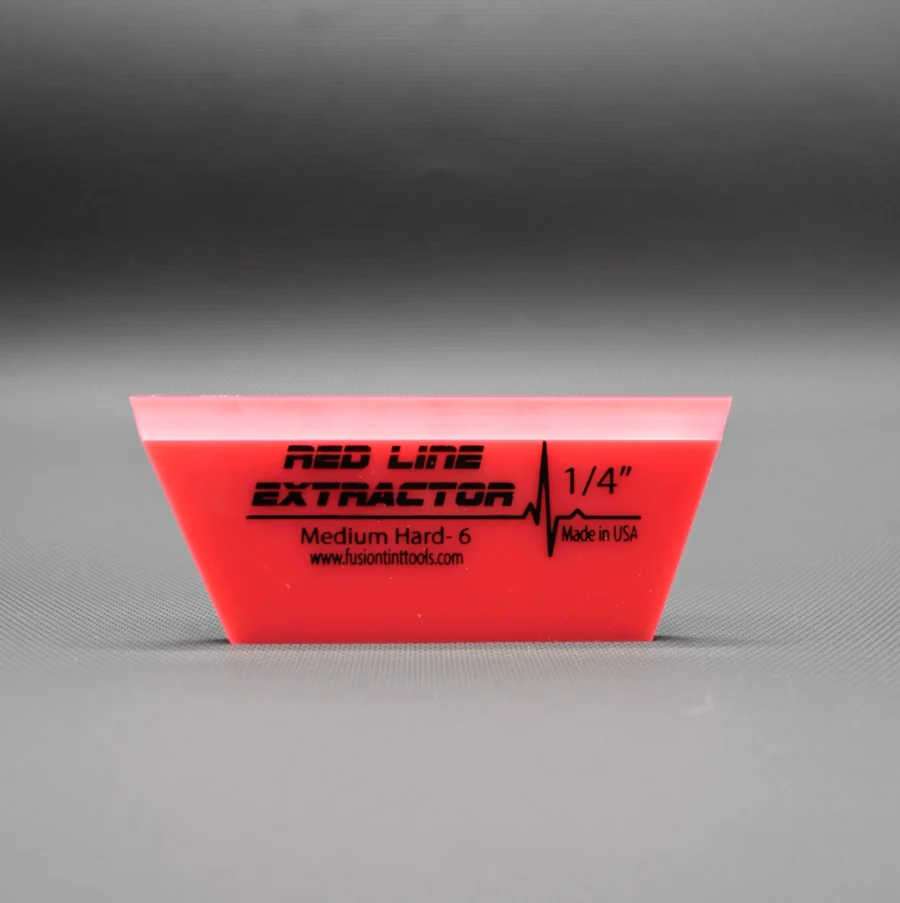 RED LINE
EXTRACTOR
1/4”
Medium Hard- 6
Made in USA
www.fusiontinttools.com